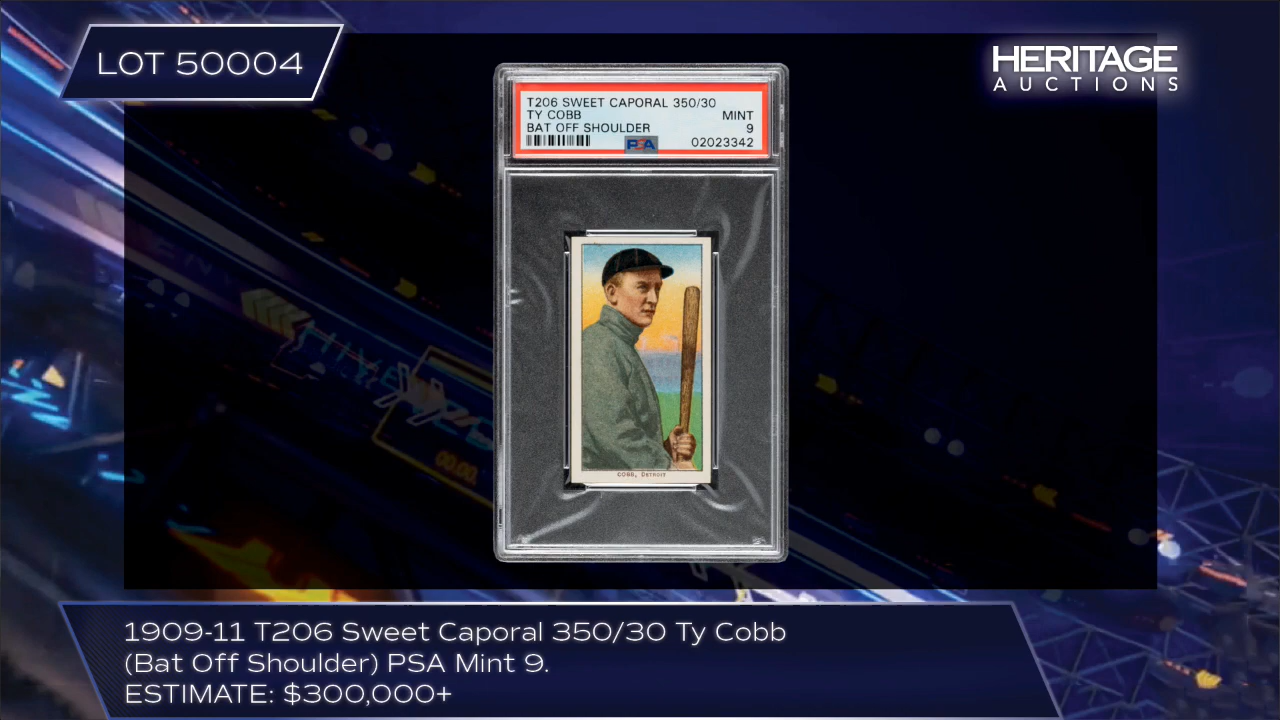 LOT 50004
HERITAGE
AUCTIONS
T206 SWEET CAPORAL 350/30
TY COBB MINT
BAT OFF SHOULDER 9
PSA 02023342
COBB, DETROIT
1909-11 T206 Sweet Caporal 350/30 Ty Cobb
(Bat Off Shoulder) PSA Mint 9.
ESTIMATE: $300,000+